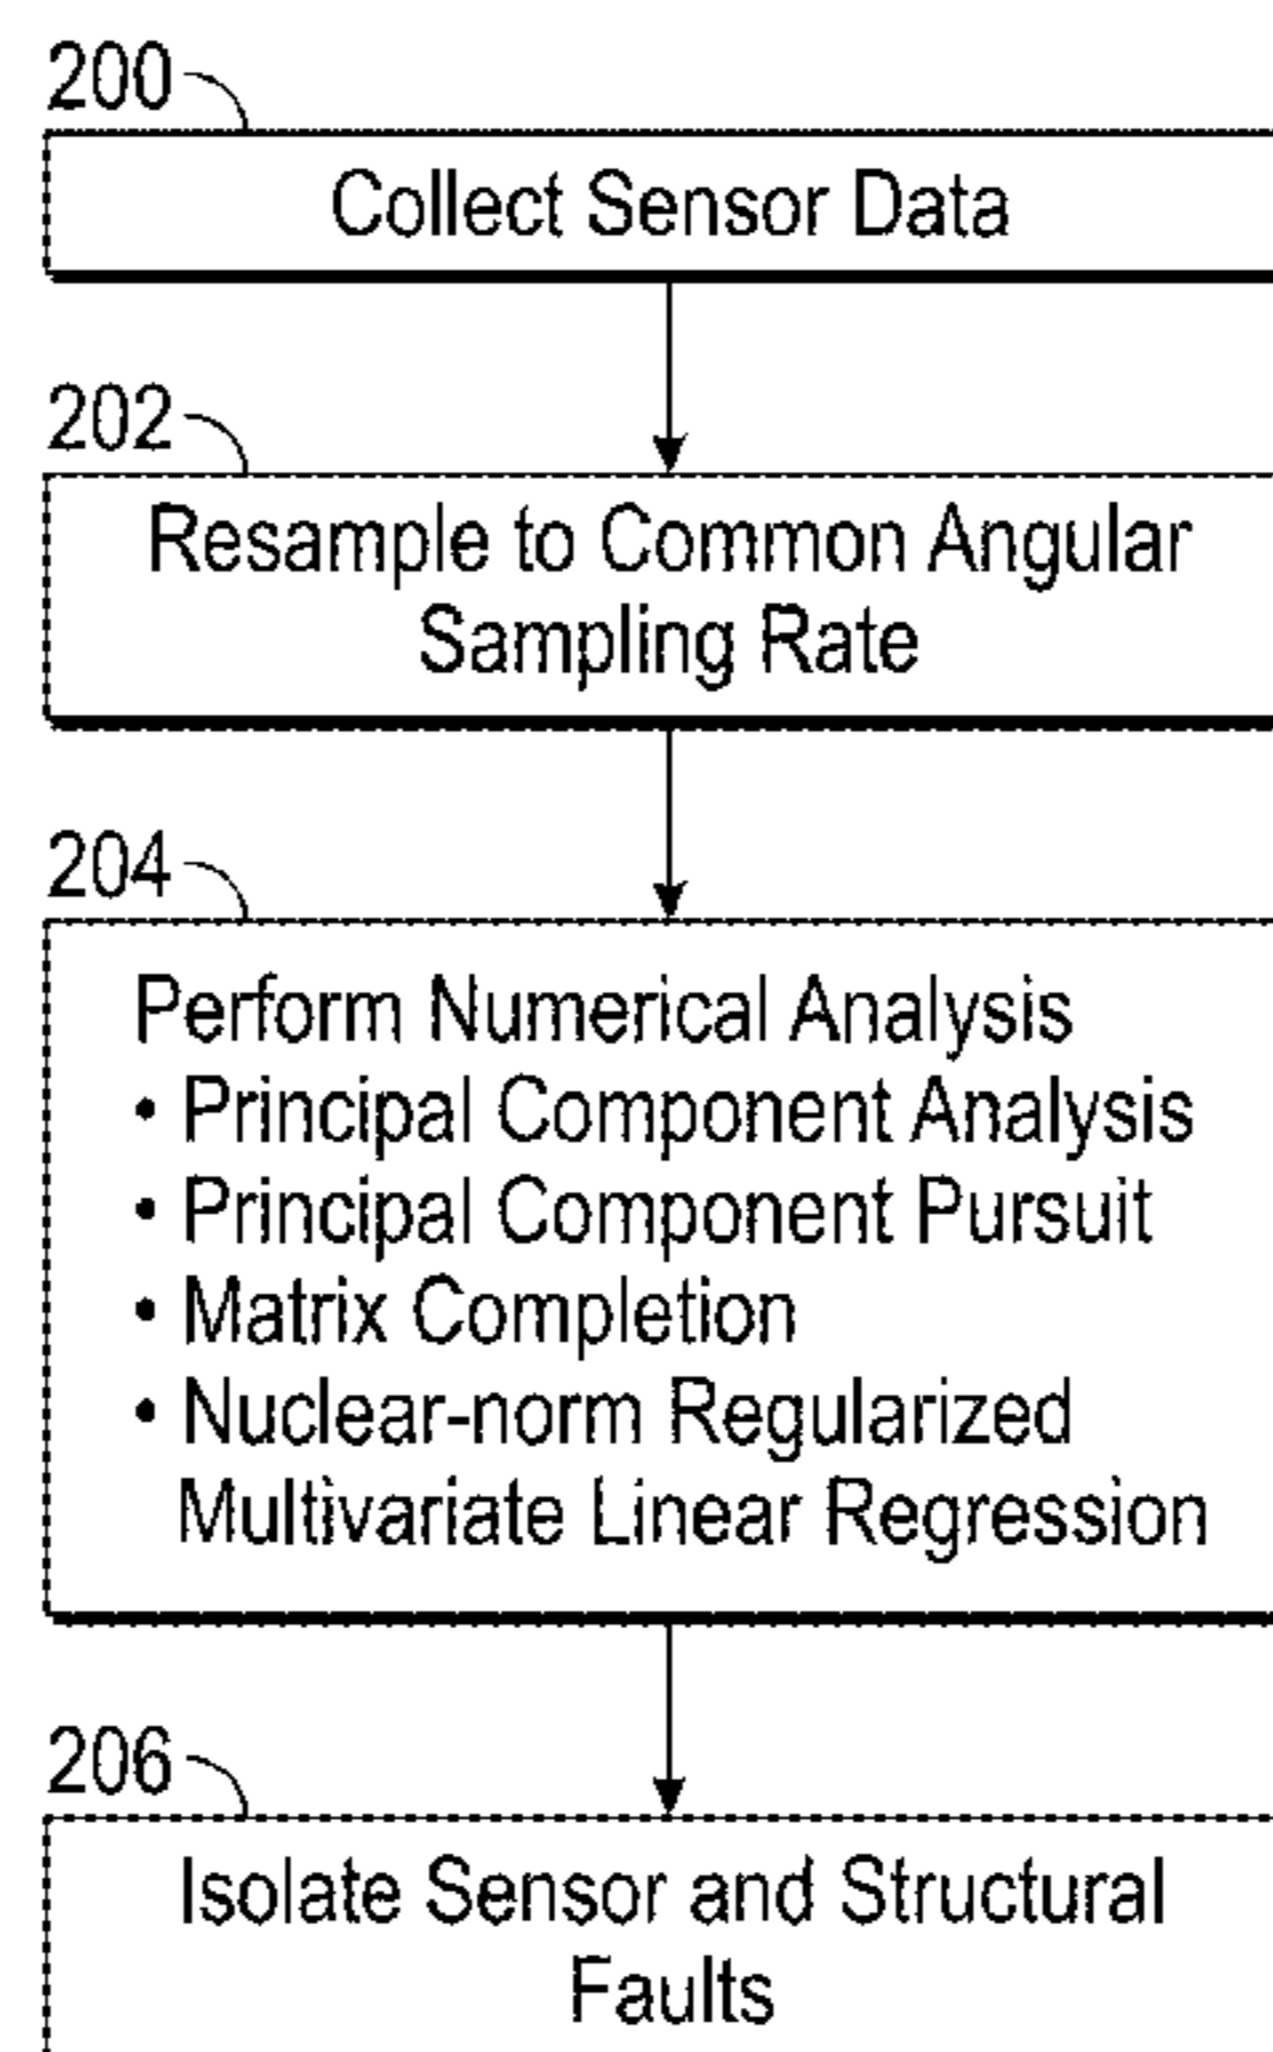 200
Collect Sensor Data
202
Resample to Common Angular
Sampling Rate
204
Perform Numerical Analysis
• Principal Component Analysis
• Principal Component Pursuit
• Matrix Completion
• Nuclear-norm Regularized
Multivariate Linear Regression
206
Isolate Sensor and Structural
Faults